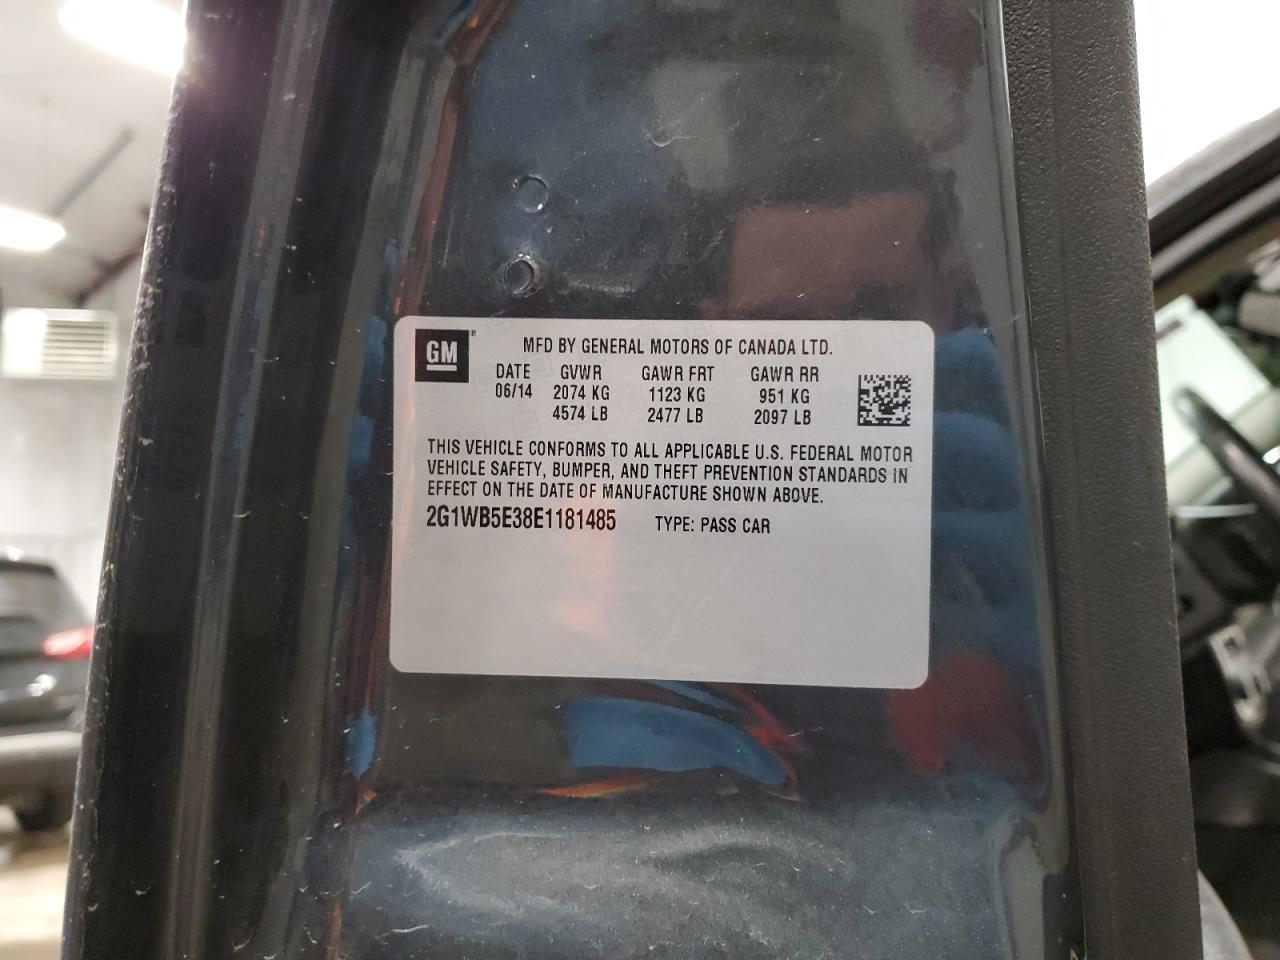 GM®
MFD BY GENERAL MOTORS OF CANADA LTD.
DATE GVWR GAWR FRT GAWR RR
06/14 2074 KG 1123 KG 951 KG
4574 LB 2477 LB 2097 LB
THIS VEHICLE CONFORMS TO ALL APPLICABLE U.S. FEDERAL MOTOR
VEHICLE SAFETY, BUMPER, AND THEFT PREVENTION STANDARDS IN
EFFECT ON THE DATE OF MANUFACTURE SHOWN ABOVE.
2G1WB5E38E1181485 TYPE: PASS CAR